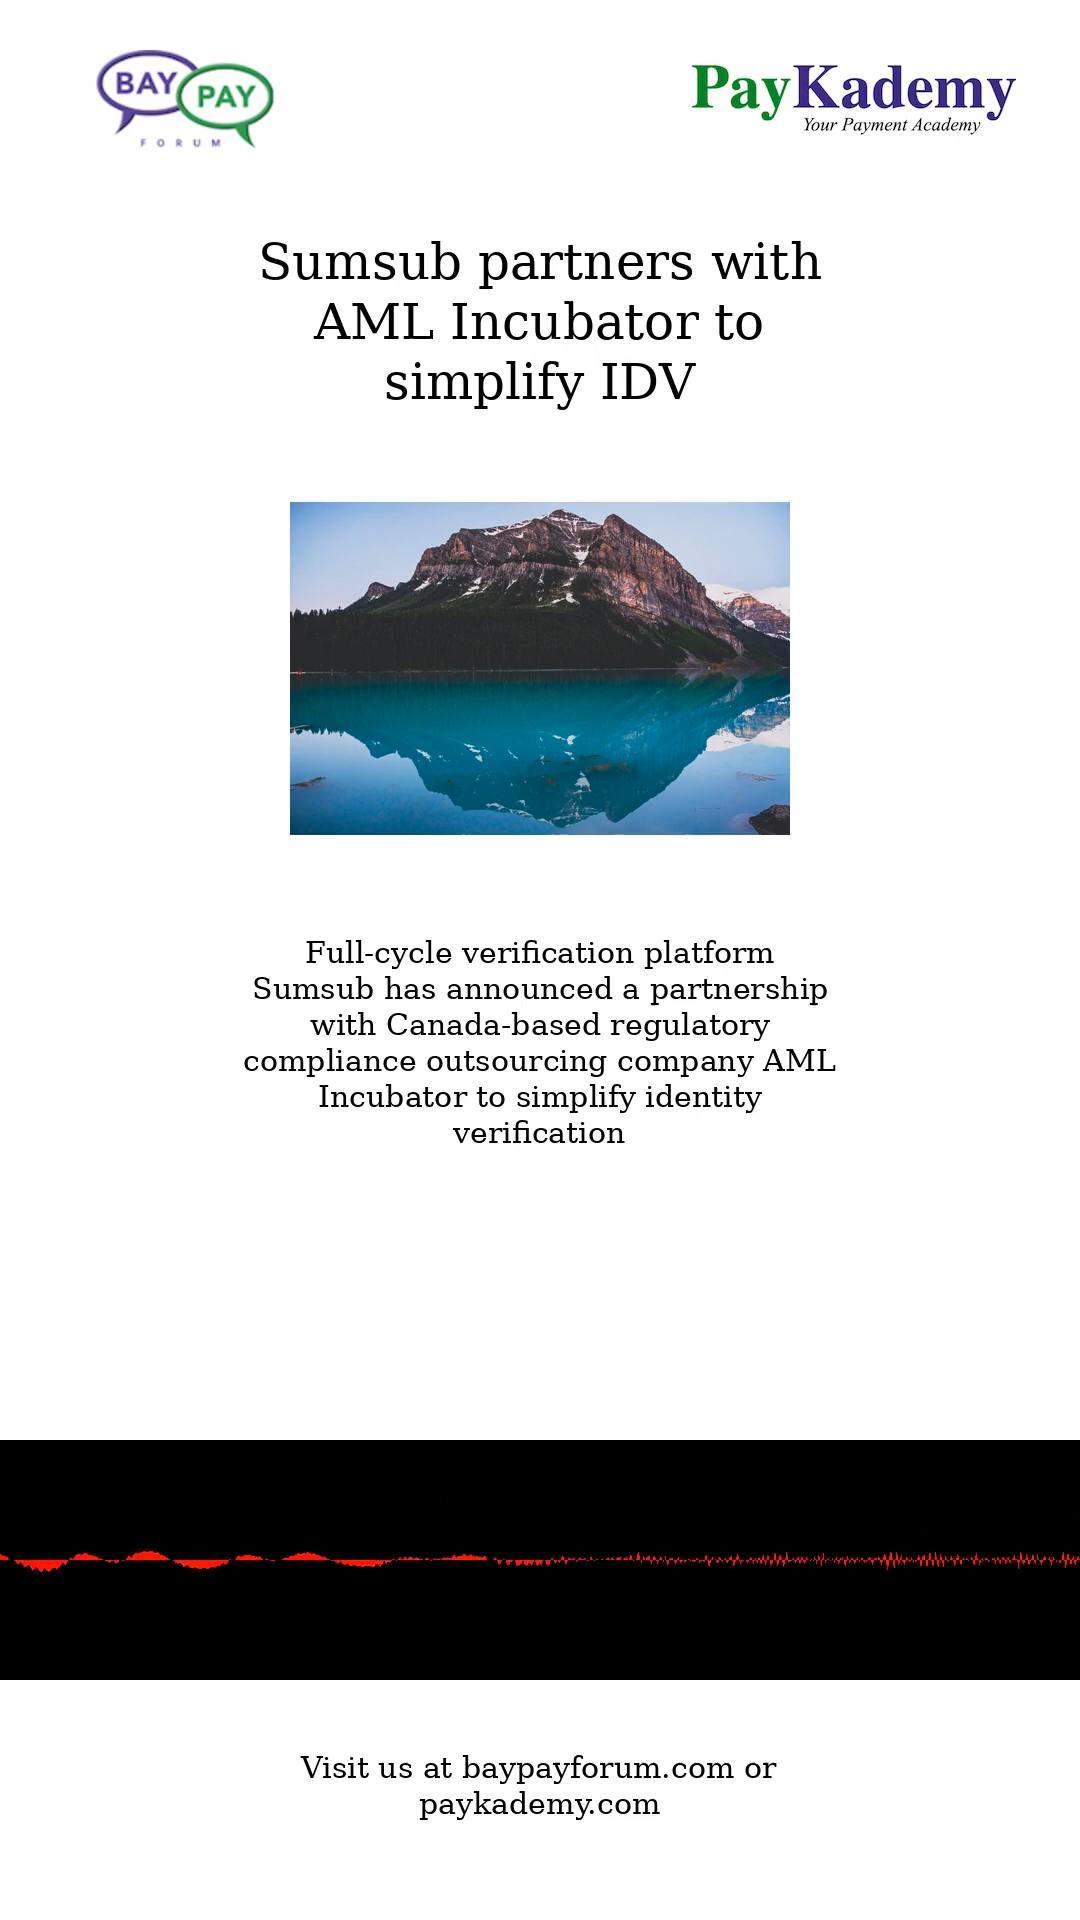 BAY
PAY
FORUM
PayKademy
Your Payment Academy
Sumsub partners with
AML Incubator to
simplify IDV
Full-cycle verification platform
Sumsub has announced a partnership
with Canada-based regulatory
compliance outsourcing company AML
Incubator to simplify identity
verification
Visit us at baypayforum.com or
paykademy.com